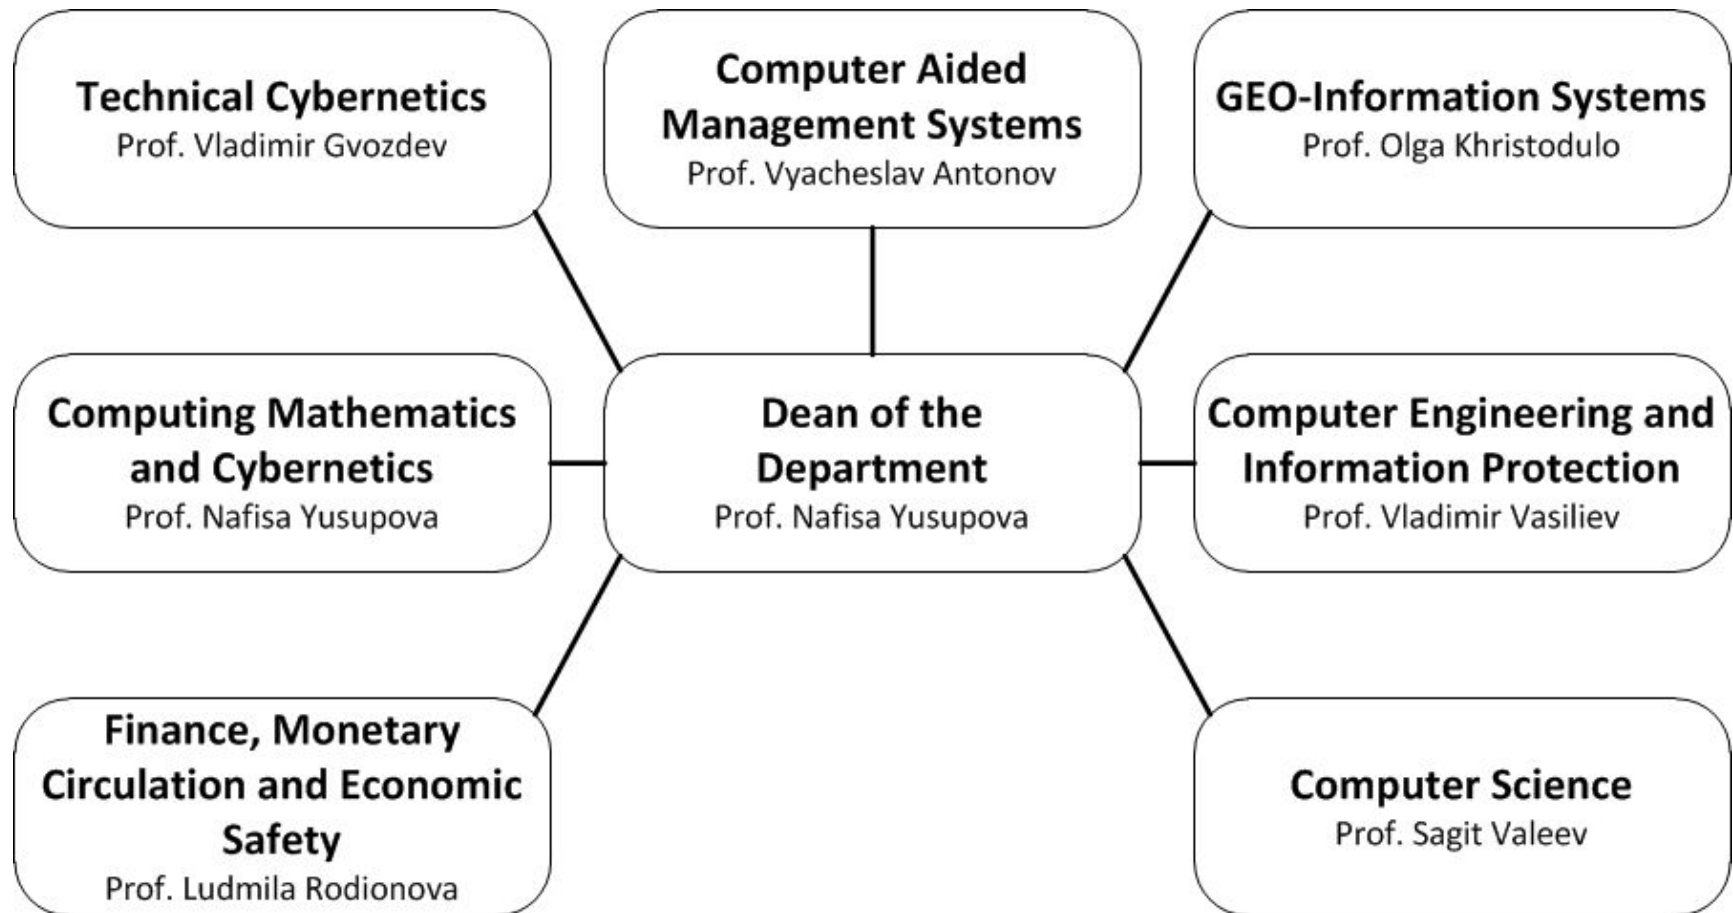 Technical Cybernetics
Prof. Vladimir Gvozdev
Computer Aided
Management Systems
Prof. Vyacheslav Antonov
GEO-Information Systems
Prof. Olga Khristodulo
Computing Mathematics
and Cybernetics
Prof. Nafisa Yusupova
Dean of the
Department
Prof. Nafisa Yusupova
Computer Engineering and
Information Protection
Prof. Vladimir Vasiliev
Finance, Monetary
Circulation and Economic
Safety
Prof. Ludmila Rodionova
Computer Science
Prof. Sagit Valeev